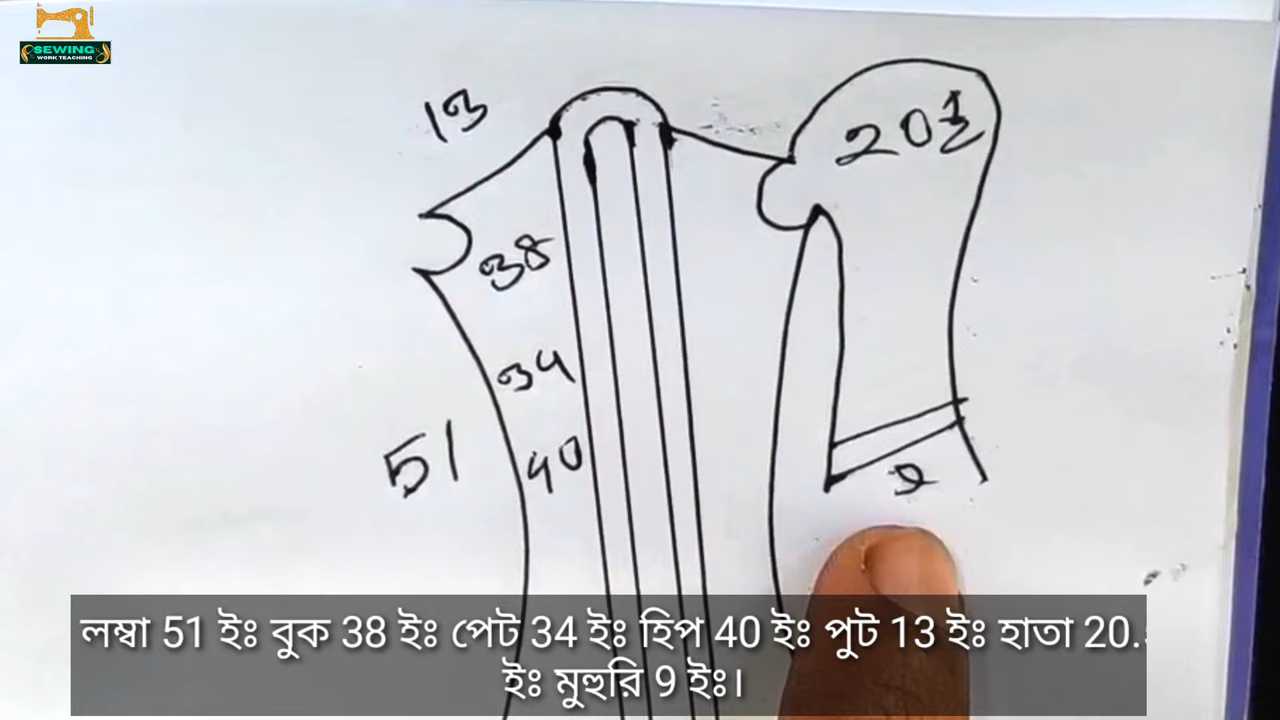 SEWING
WORK TEACHING
13
20½
38
34
40
51
9
লম্বা 51 ইঃ বুক 38 ইঃ পেট 34 ইঃ হিপ 40 ইঃ পুট 13 ইঃ হাতা 20.
ইঃ মুহুরি 9 ইঃ।